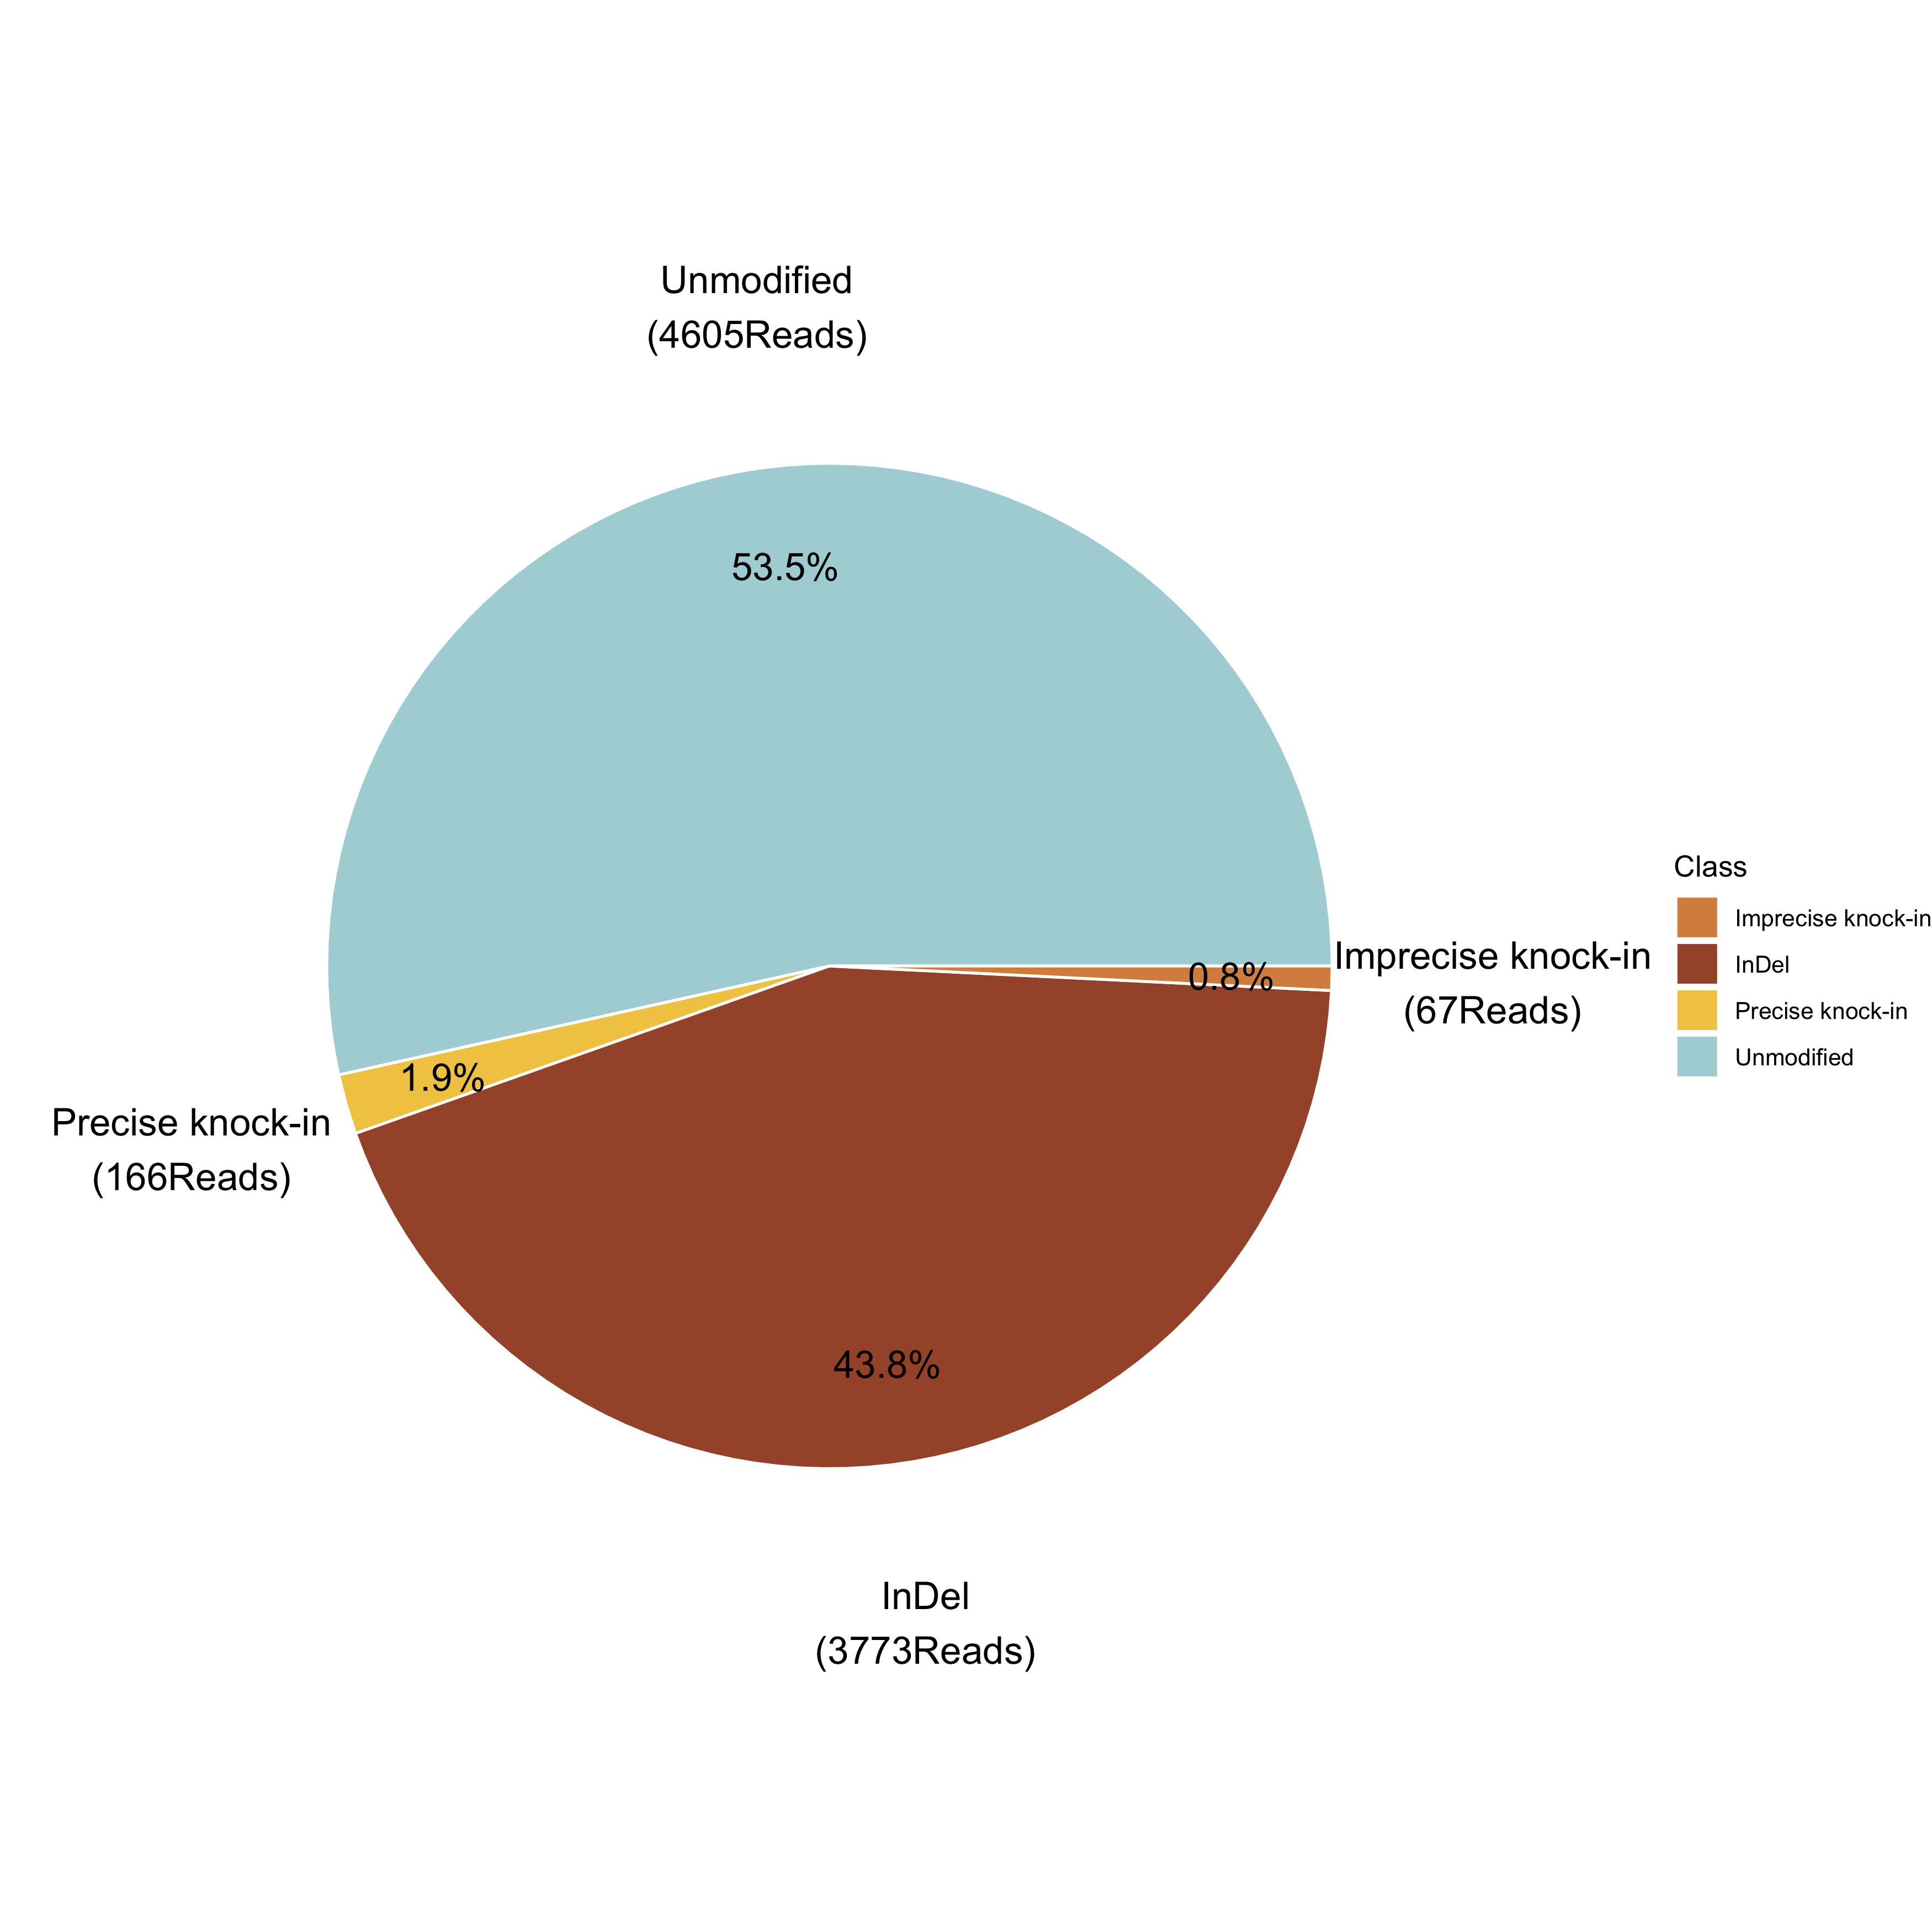 Unmodified
(4605Reads)
53.5%
Class
Imprecise knock-in
InDel
Precise knock-in
Unmodified
Imprecise knock-in
(67Reads)
0.8%
1.9%
Precise knock-in
(166Reads)
43.8%
InDel
(3773Reads)